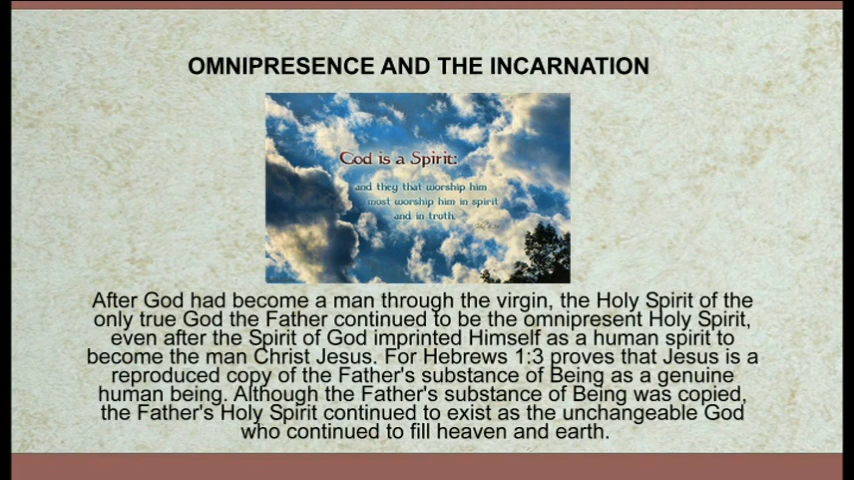 OMNIPRESENCE AND THE INCARNATION
God is a Spirit:
and they that worship him
most worship him in spirit
and in truth.
After God had become a man through the virgin, the Holy Spirit of the
only true God the Father continued to be the omnipresent Holy Spirit,
even after the Spirit of God imprinted Himself as a human spirit to
become the man Christ Jesus. For Hebrews 1:3 proves that Jesus is a
reproduced copy of the Father's substance of Being as a genuine
human being. Although the Father's substance of Being was copied,
the Father's Holy Spirit continued to exist as the unchangeable God
who continued to fill heaven and earth.